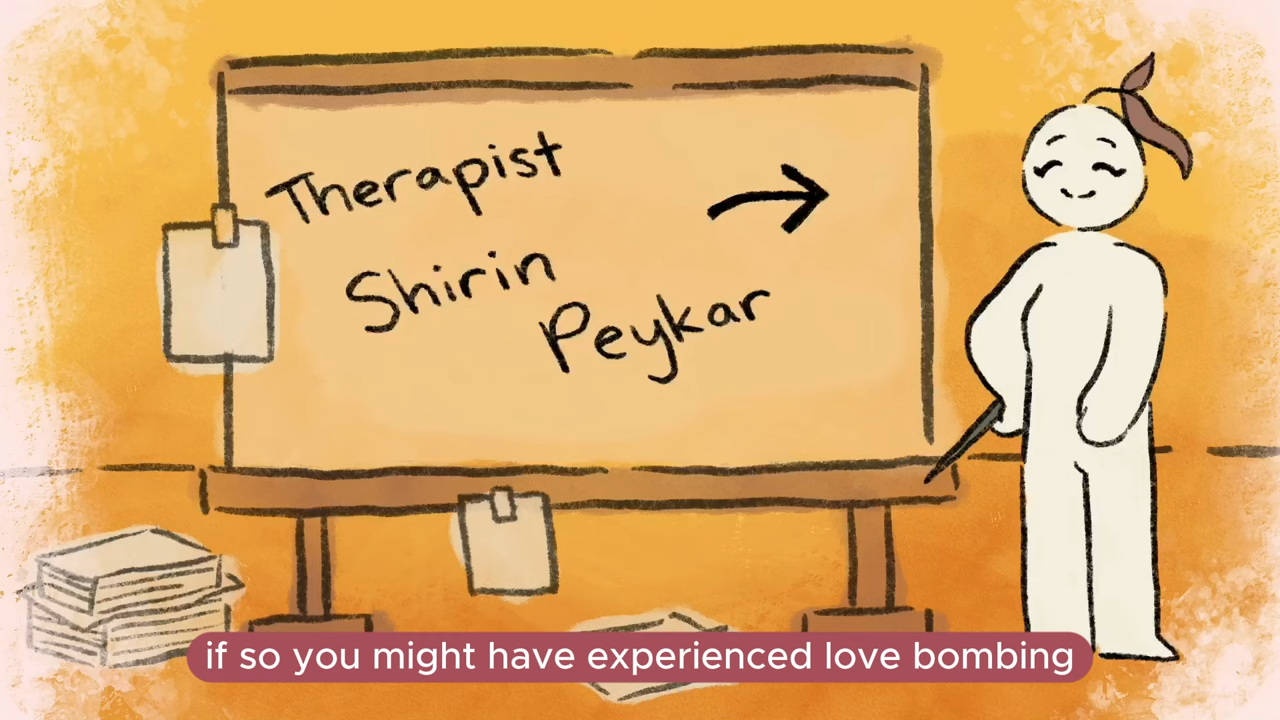 Therapist
Shirin
Peykar
if so you might have experienced love bombing